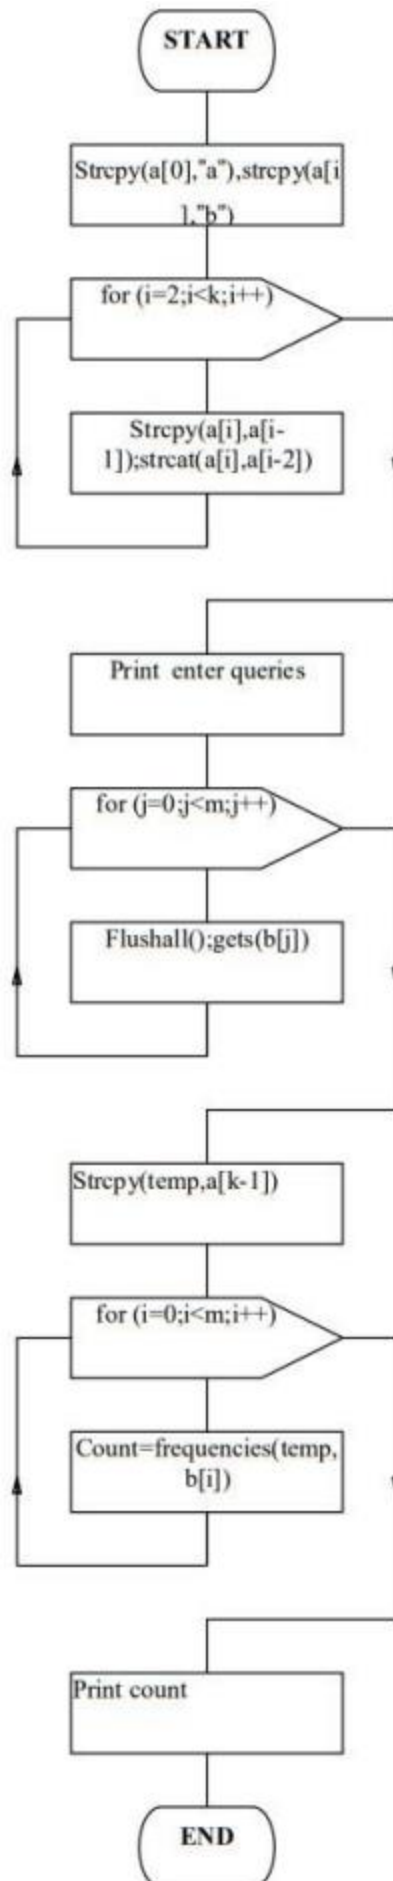 START
Strcpy(a[0],"a"),strcpy(a[i
],"b")
for (i=2;i<k;i++)
Strcpy(a[i],a[i-
1]);strcat(a[i],a[i-2])
Print enter queries
for (j=0;j<m;j++)
Flushall();gets(b[j])
Strcpy(temp,a[k-1])
for (i=0;i<m;i++)
Count=frequencies(temp,
b[i])
Print count
END